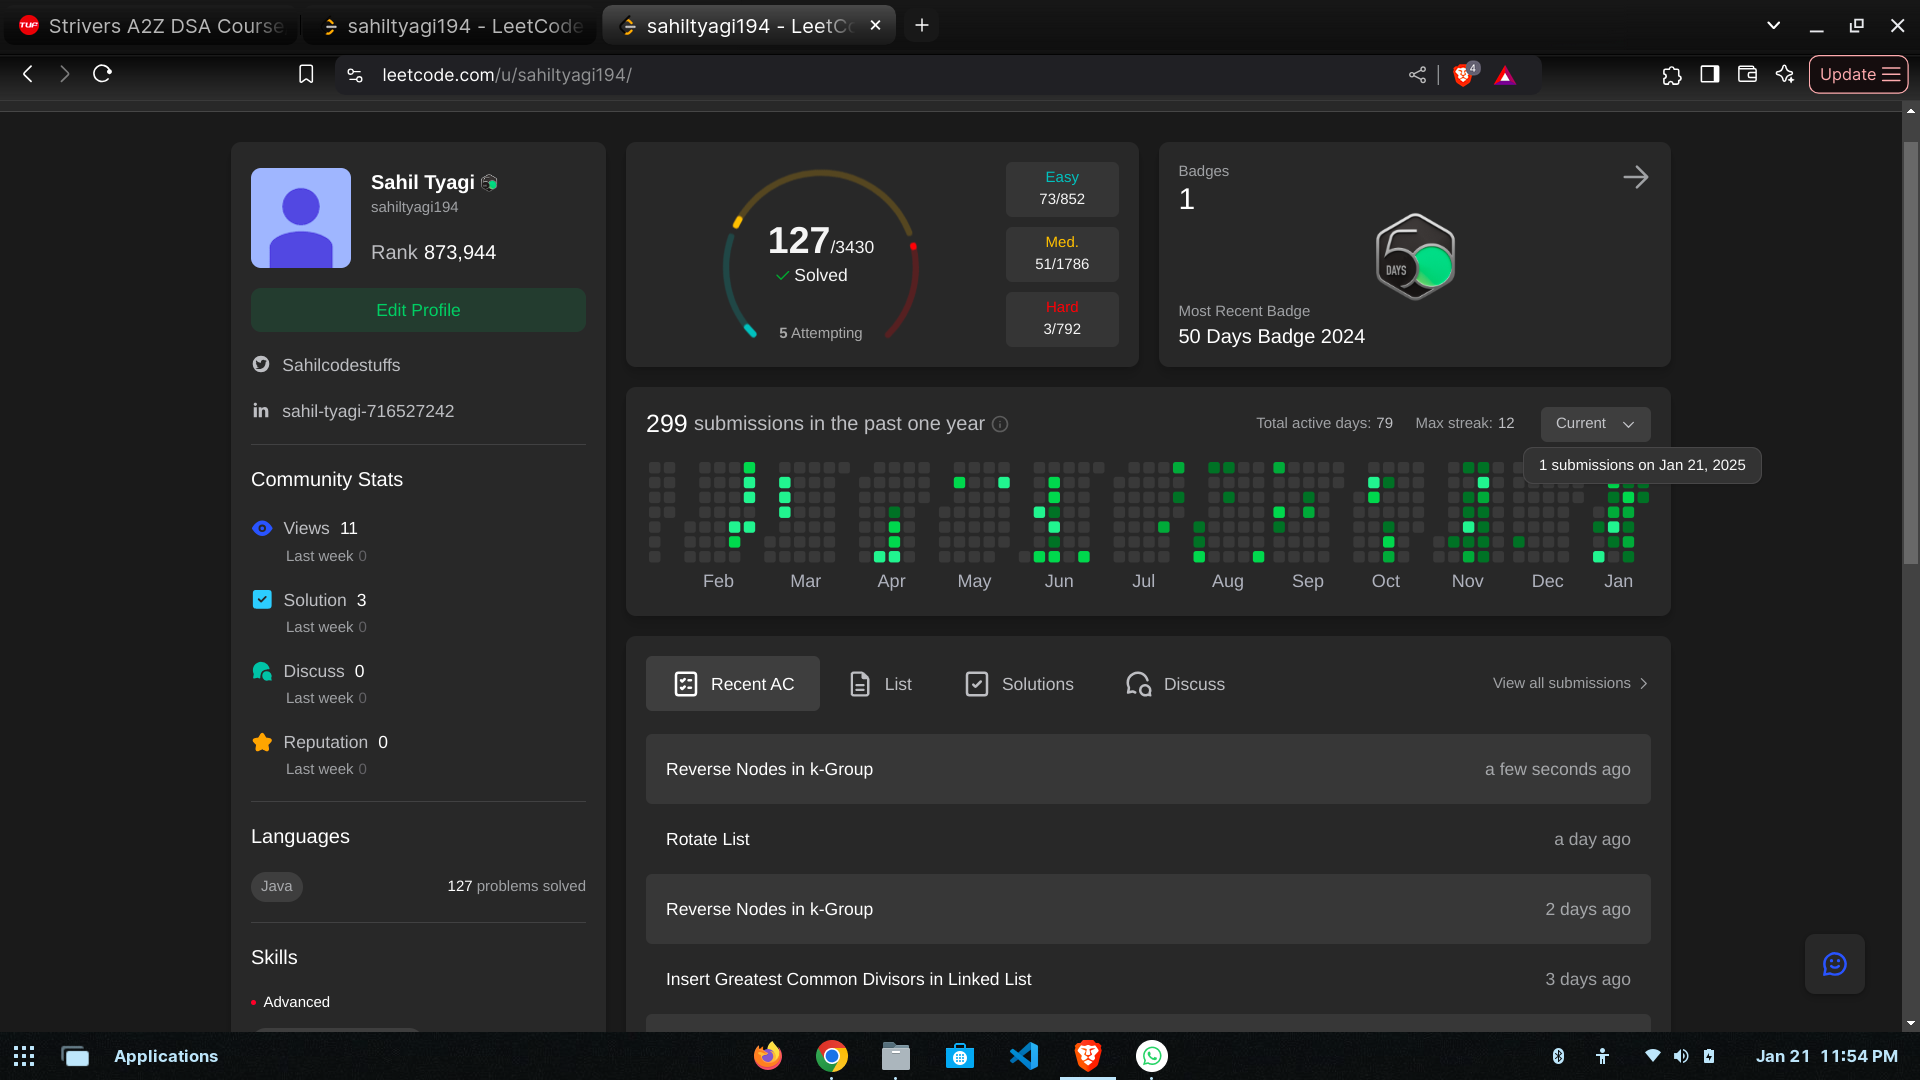 Strivers A2Z DSA Course
sahiltyagi194 - LeetCode
sahiltyagi194 - LeetCo
leetcode.com/u/sahiltyagi194/
4
Update
Sahil Tyagi
sahiltyagi194
Rank 873,944
Edit Profile
Sahilcodestuffs
sahil-tyagi-716527242
Community Stats
Views 11
Last week 0
Solution 3
Last week 0
Discuss 0
Last week 0
Reputation 0
Last week 0
Languages
Java
127 problems solved
Skills
Advanced
127/3430
Solved
5 Attempting
Easy
73/852
Med.
51/1786
Hard
3/792
Badges
1
50
DAYS
Most Recent Badge
50 Days Badge 2024
299 submissions in the past one year
Total active days: 79
Max streak: 12
Current
1 submissions on Jan 21, 2025
Feb Mar Apr May Jun Jul Aug Sep Oct Nov Dec Jan
Recent AC
List
Solutions
Discuss
View all submissions
Reverse Nodes in k-Group a few seconds ago
Rotate List a day ago
Reverse Nodes in k-Group 2 days ago
Insert Greatest Common Divisors in Linked List 3 days ago
Applications
Jan 21 11:54 PM